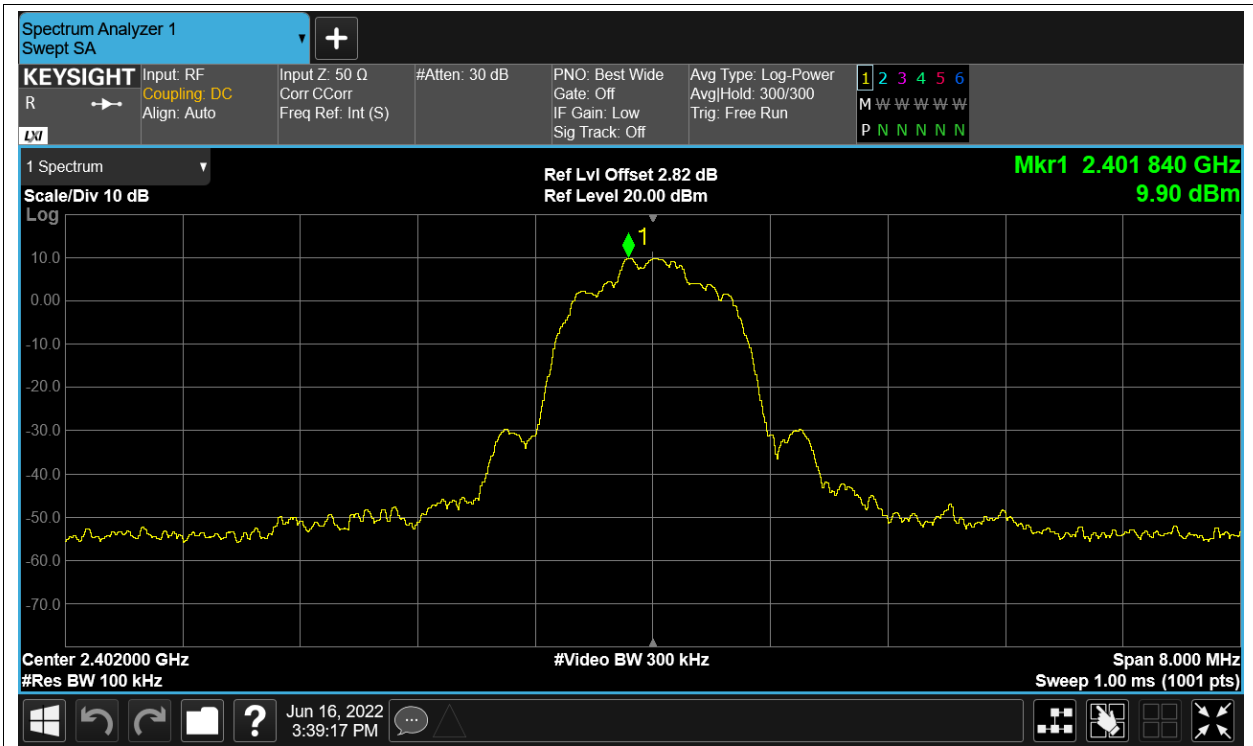 Spectrum Analyzer 1
Swept SA
KEYSIGHT
R
LXI
Input: RF
Coupling: DC
Align: Auto
Input Z: 50 Ω
Corr CCorr
Freq Ref: Int (S)
#Atten: 30 dB
PNO: Best Wide
Gate: Off
IF Gain: Low
Sig Track: Off
Avg Type: Log-Power
Avg|Hold: 300/300
Trig: Free Run
1 2 3 4 5 6
M W W W W W
P N N N N N
1 Spectrum
Scale/Div 10 dB
Ref Lvl Offset 2.82 dB
Ref Level 20.00 dBm
Mkr1 2.401 840 GHz
9.90 dBm
Log
1
10.0
0.00
-10.0
-20.0
-30.0
-40.0
-50.0
-60.0
-70.0
Center 2.402000 GHz
#Res BW 100 kHz
#Video BW 300 kHz
Span 8.000 MHz
Sweep 1.00 ms (1001 pts)
?
Jun 16, 2022
3:39:17 PM